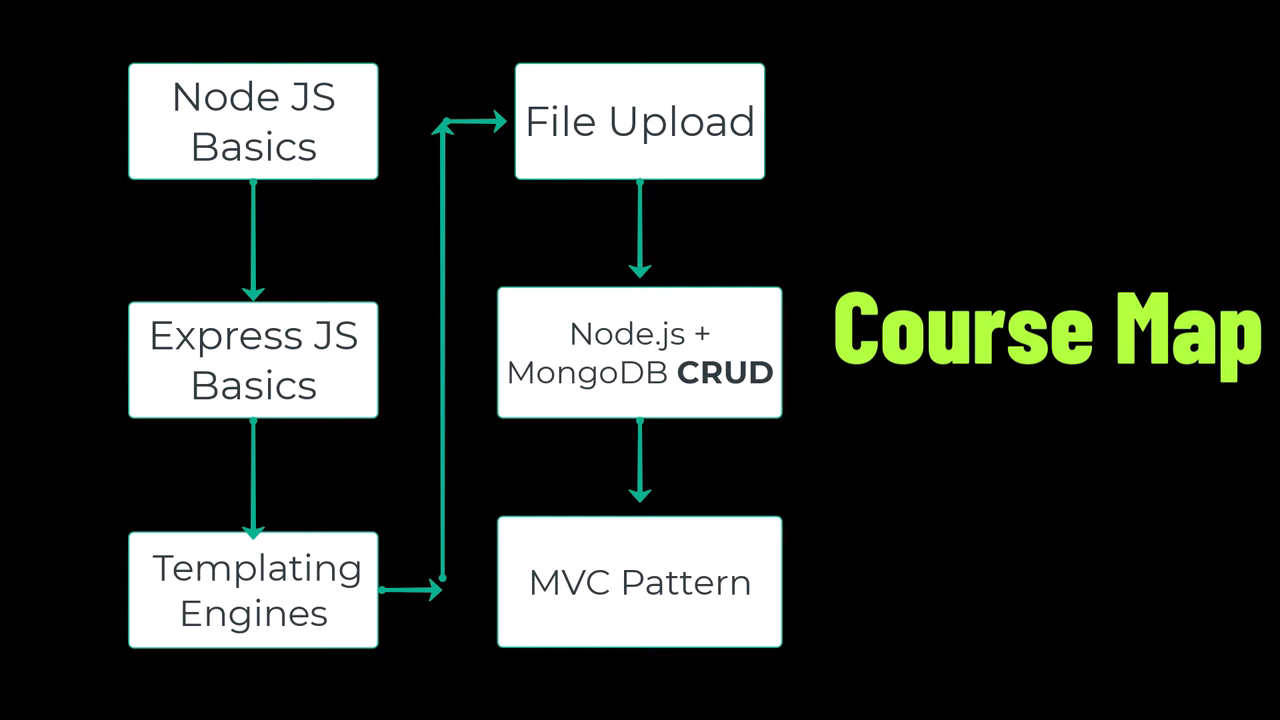 Node JS
Basics
Express JS
Basics
Templating
Engines
File Upload
Node.js +
MongoDB CRUD
MVC Pattern
Course Map